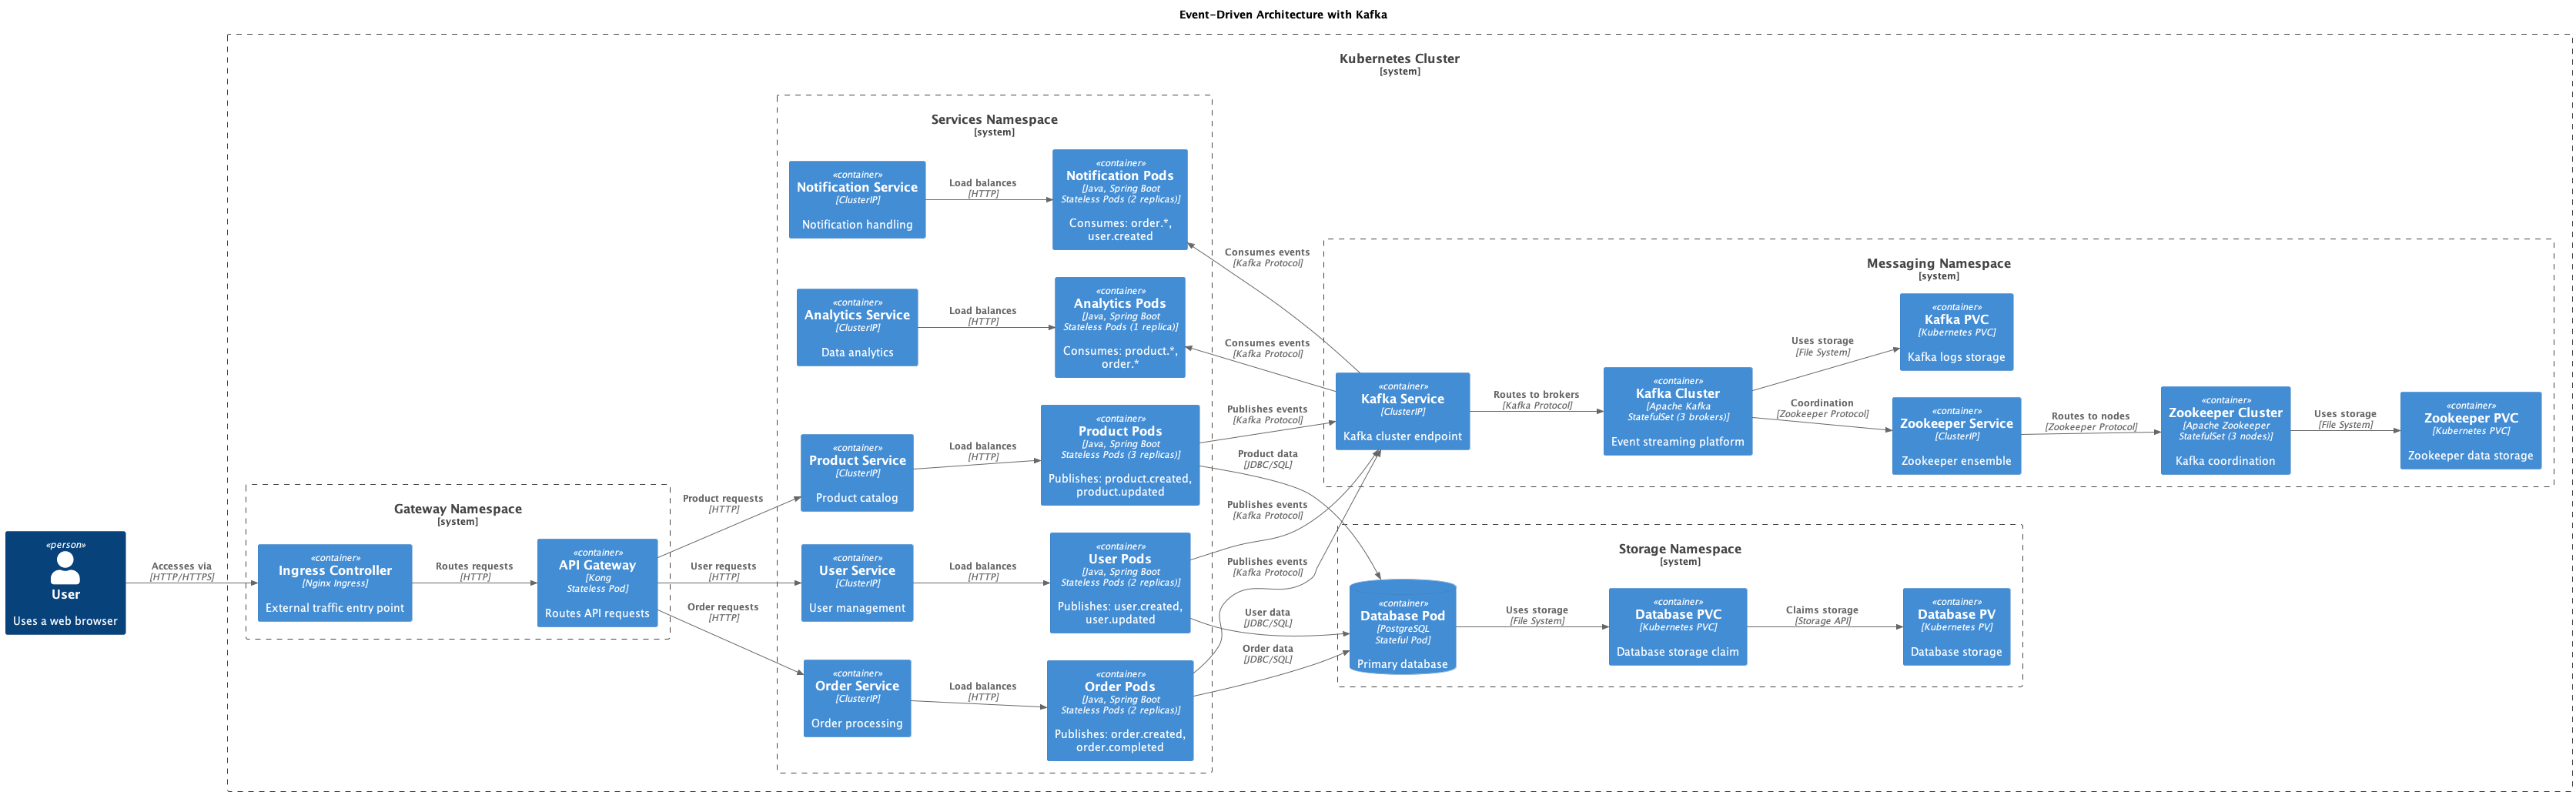 Event-Driven Architecture with Kafka
Kubernetes Cluster
[system]
Services Namespace
[system]
«container»
Notification Service
[ClusterIP]
Notification handling
Load balances
[HTTP]
«container»
Notification Pods
[Java, Spring Boot
Stateless Pods (2 replicas)]
Consumes: order.*,
user.created
«container»
Analytics Service
[ClusterIP]
Data analytics
Load balances
[HTTP]
«container»
Analytics Pods
[Java, Spring Boot
Stateless Pods (1 replica)]
Consumes: product.*,
order.*
«container»
Product Service
[ClusterIP]
Product catalog
Load balances
[HTTP]
«container»
Product Pods
[Java, Spring Boot
Stateless Pods (3 replicas)]
Publishes: product.created,
product.updated
«container»
User Service
[ClusterIP]
User management
Load balances
[HTTP]
«container»
User Pods
[Java, Spring Boot
Stateless Pods (2 replicas)]
Publishes: user.created,
user.updated
«container»
Order Service
[ClusterIP]
Order processing
Load balances
[HTTP]
«container»
Order Pods
[Java, Spring Boot
Stateless Pods (2 replicas)]
Publishes: order.created,
order.completed
Gateway Namespace
[system]
«person»
User
Uses a web browser
Accesses via
[HTTP/HTTPS]
«container»
Ingress Controller
[Nginx Ingress]
External traffic entry point
Routes requests
[HTTP]
«container»
API Gateway
[Kong
Stateless Pod]
Routes API requests
Product requests
[HTTP]
User requests
[HTTP]
Order requests
[HTTP]
Consumes events
[Kafka Protocol]
Consumes events
[Kafka Protocol]
Publishes events
[Kafka Protocol]
Product data
[JDBC/SQL]
Publishes events
[Kafka Protocol]
Publishes events
[Kafka Protocol]
User data
[JDBC/SQL]
Order data
[JDBC/SQL]
Messaging Namespace
[system]
«container»
Kafka Service
[ClusterIP]
Kafka cluster endpoint
Routes to brokers
[Kafka Protocol]
«container»
Kafka Cluster
[Apache Kafka
StatefulSet (3 brokers)]
Event streaming platform
Uses storage
[File System]
«container»
Kafka PVC
[Kubernetes PVC]
Kafka logs storage
Coordination
[Zookeeper Protocol]
«container»
Zookeeper Service
[ClusterIP]
Zookeeper ensemble
Routes to nodes
[Zookeeper Protocol]
«container»
Zookeeper Cluster
[Apache Zookeeper
StatefulSet (3 nodes)]
Kafka coordination
Uses storage
[File System]
«container»
Zookeeper PVC
[Kubernetes PVC]
Zookeeper data storage
Storage Namespace
[system]
«container»
Database Pod
[PostgreSQL
Stateful Pod]
Primary database
Uses storage
[File System]
«container»
Database PVC
[Kubernetes PVC]
Database storage claim
Claims storage
[Storage API]
«container»
Database PV
[Kubernetes PV]
Database storage